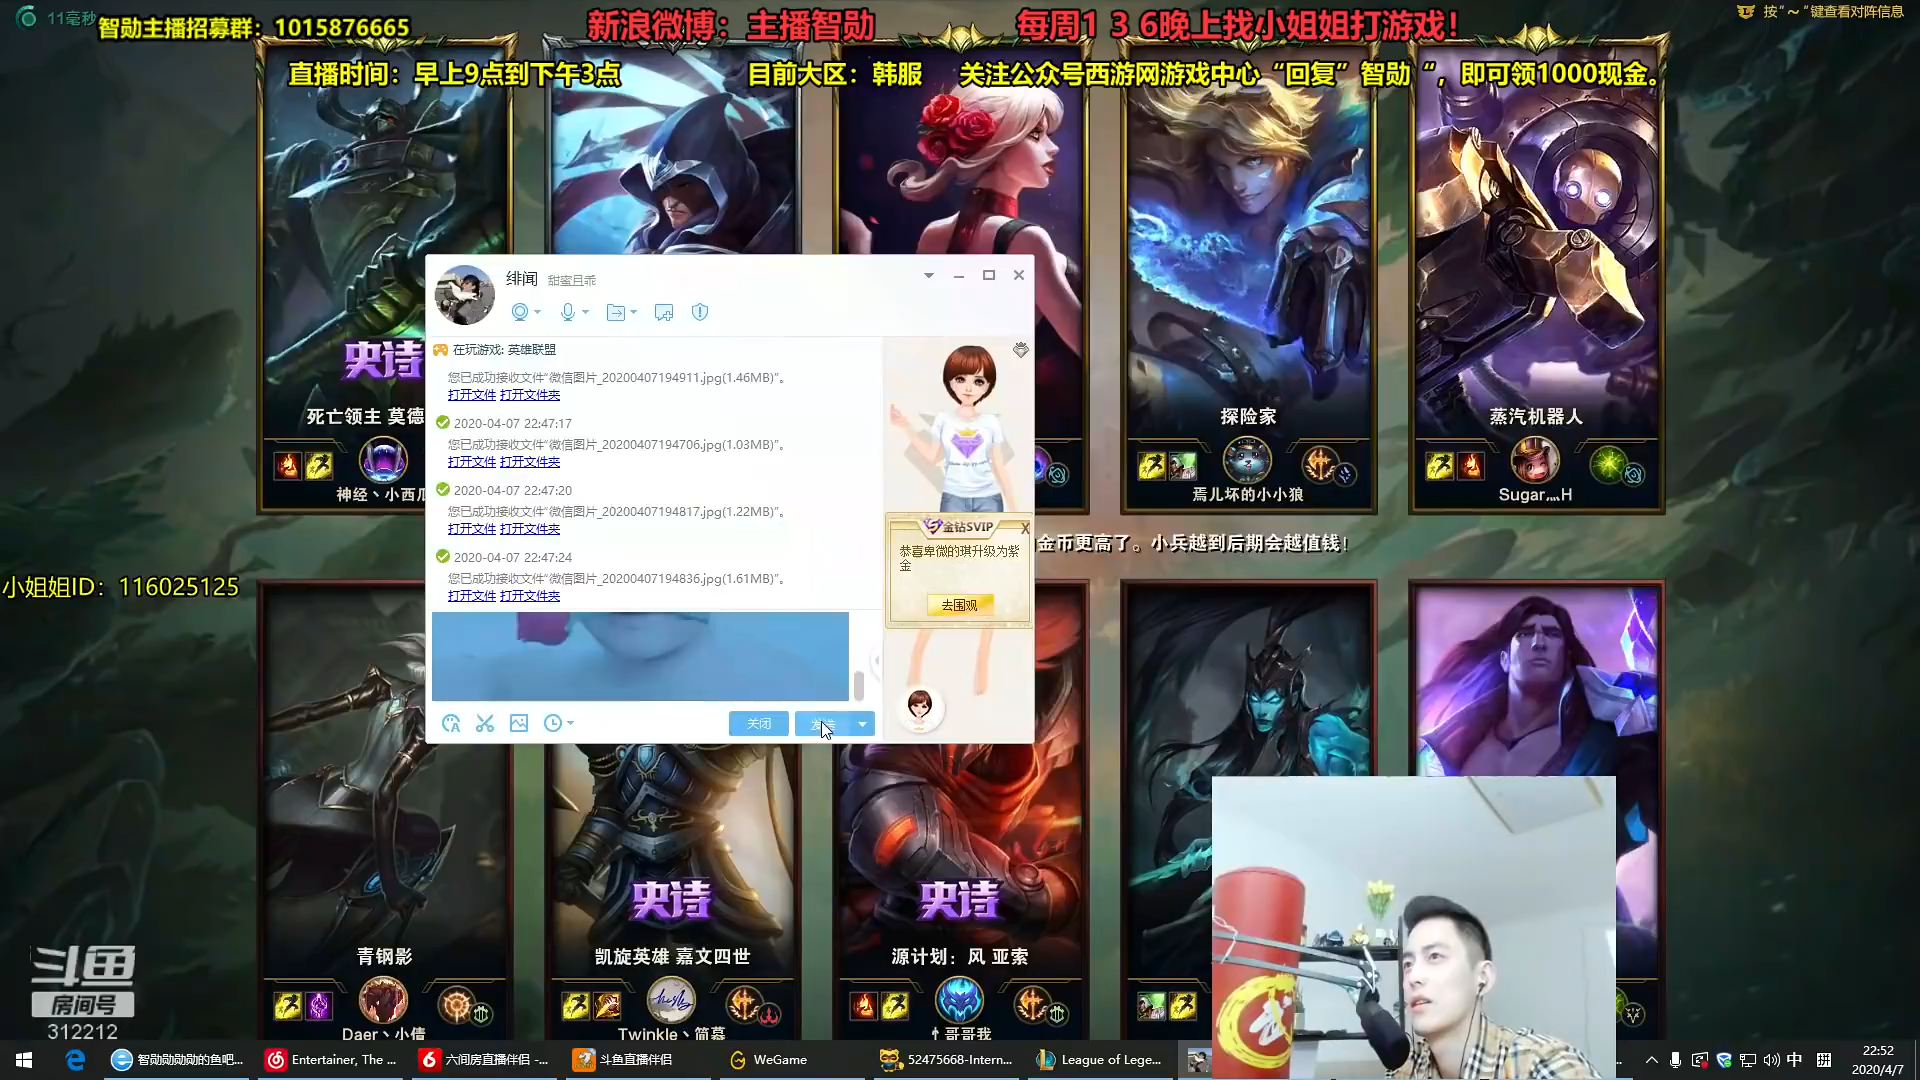 11毫秒
智勋主播招募群：1015876665
新浪微博：主播智勋
每周1 3 6晚上找小姐姐打游戏！
按“～”键查看对阵信息
直播时间：早上9点到下午3点
目前大区：韩服
关注公众号西游网游戏中心“回复”智勋“，即可领1000现金。
绯闻 甜蜜且乖
在玩游戏: 英雄联盟
您已成功接收文件“微信图片_20200407194911.jpg(1.46MB)”。
打开文件 打开文件夹
2020-04-07 22:47:17
您已成功接收文件“微信图片_20200407194706.jpg(1.03MB)”。
打开文件 打开文件夹
2020-04-07 22:47:20
您已成功接收文件“微信图片_20200407194817.jpg(1.22MB)”。
打开文件 打开文件夹
2020-04-07 22:47:24
您已成功接收文件“微信图片_20200407194836.jpg(1.61MB)”。
打开文件 打开文件夹
关闭
金钻SVIP
X
恭喜卑微的琪升级为紫
金
去围观
史诗
死亡领主 莫德
神经丶小西瓜
探险家
焉儿坏的小小狼
蒸汽机器人
Sugar灬H
金币更高了。小兵越到后期会越值钱！
小姐姐ID：116025125
青钢影
Daer丶小倩
史诗
凯旋英雄 嘉文四世
Twinkle丶简慕
史诗
源计划：风 亚索
哥哥我
斗鱼
房间号
312212
智勋勋勋勋的鱼吧...
Entertainer, The ...
六间房直播伴侣 -...
斗鱼直播伴侣
WeGame
52475668-Intern...
League of Lege...
中
拼
22:52
2020/4/7